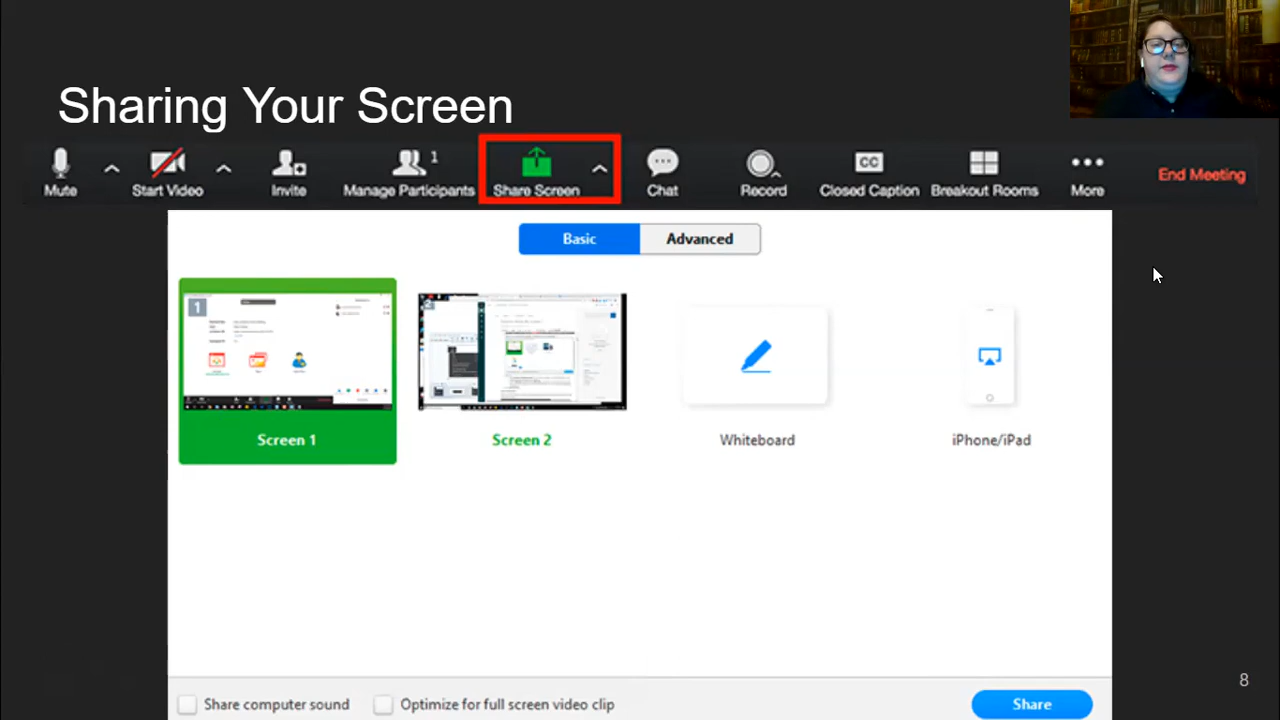 Sharing Your Screen
Mute
Start Video
Invite
Manage Participants
1
Share Screen
Chat
Record
CC
Closed Caption
Breakout Rooms
More
End Meeting
Basic
Advanced
1
Screen 1
2
Screen 2
Whiteboard
iPhone/iPad
Share computer sound
Optimize for full screen video clip
Share
8